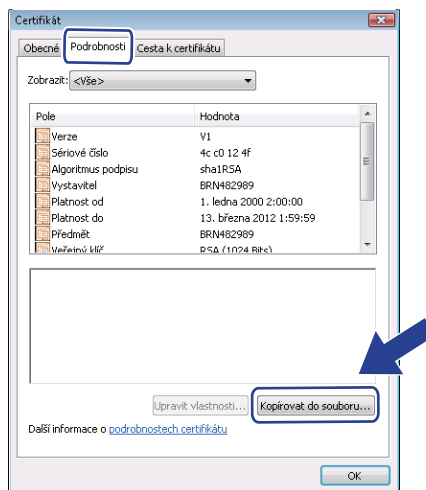 Certifikát
Obecné Podrobnosti Cesta k certifikátu
Zobrazit: <Vše>
Pole Hodnota
Verze V1
Sériové číslo 4c c0 12 4f
Algoritmus podpisu sha1RSA
Vystavitel BRN482989
Platnost od 1. ledna 2000 2:00:00
Platnost do 13. března 2012 1:59:59
Předmět BRN482989
Veřejný klíč RSA (1024 Bits)
Upravit vlastnosti... Kopírovat do souboru...
Další informace o podrobnostech certifikátu
OK